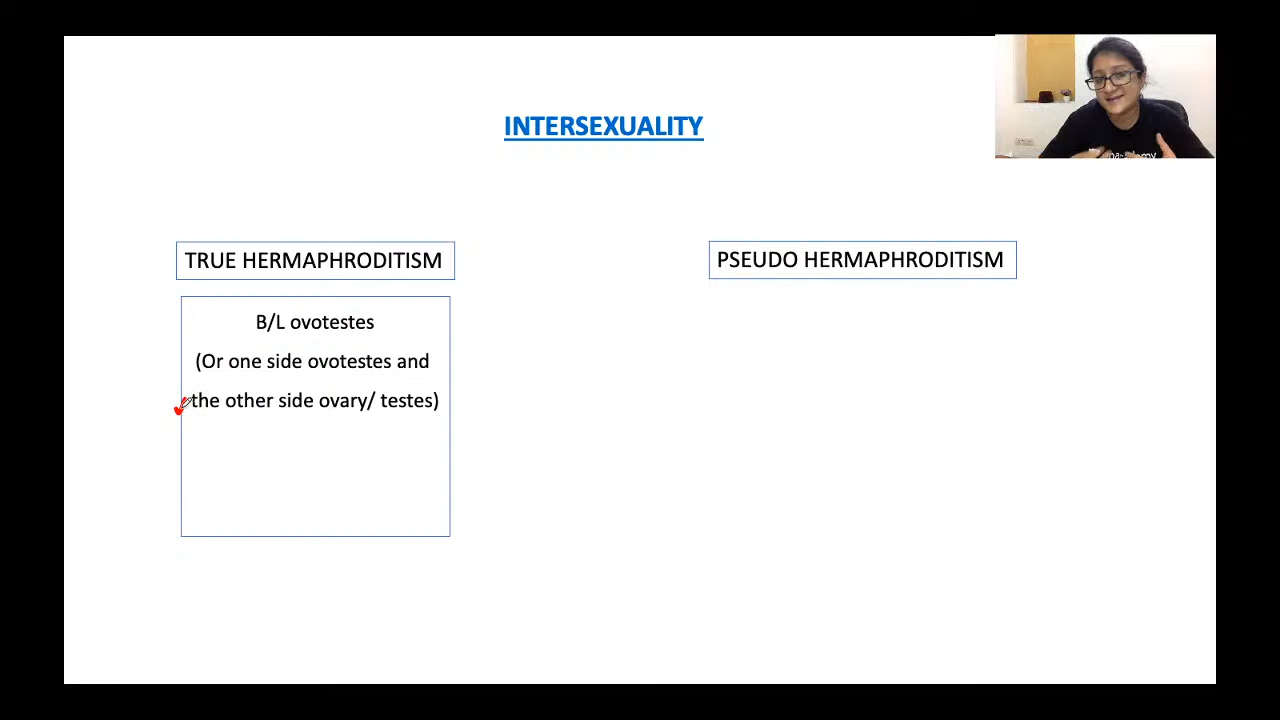 INTERSEXUALITY
TRUE HERMAPHRODITISM
PSEUDO HERMAPHRODITISM
B/L ovotestes
(Or one side ovotestes and
the other side ovary/ testes)